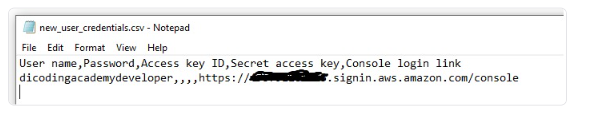 new_user_credentials.csv - Notepad
File Edit Format View Help
User name,Password,Access key ID,Secret access key,Console login link
dicodingacademydeveloper,,,,https://.signin.aws.amazon.com/console